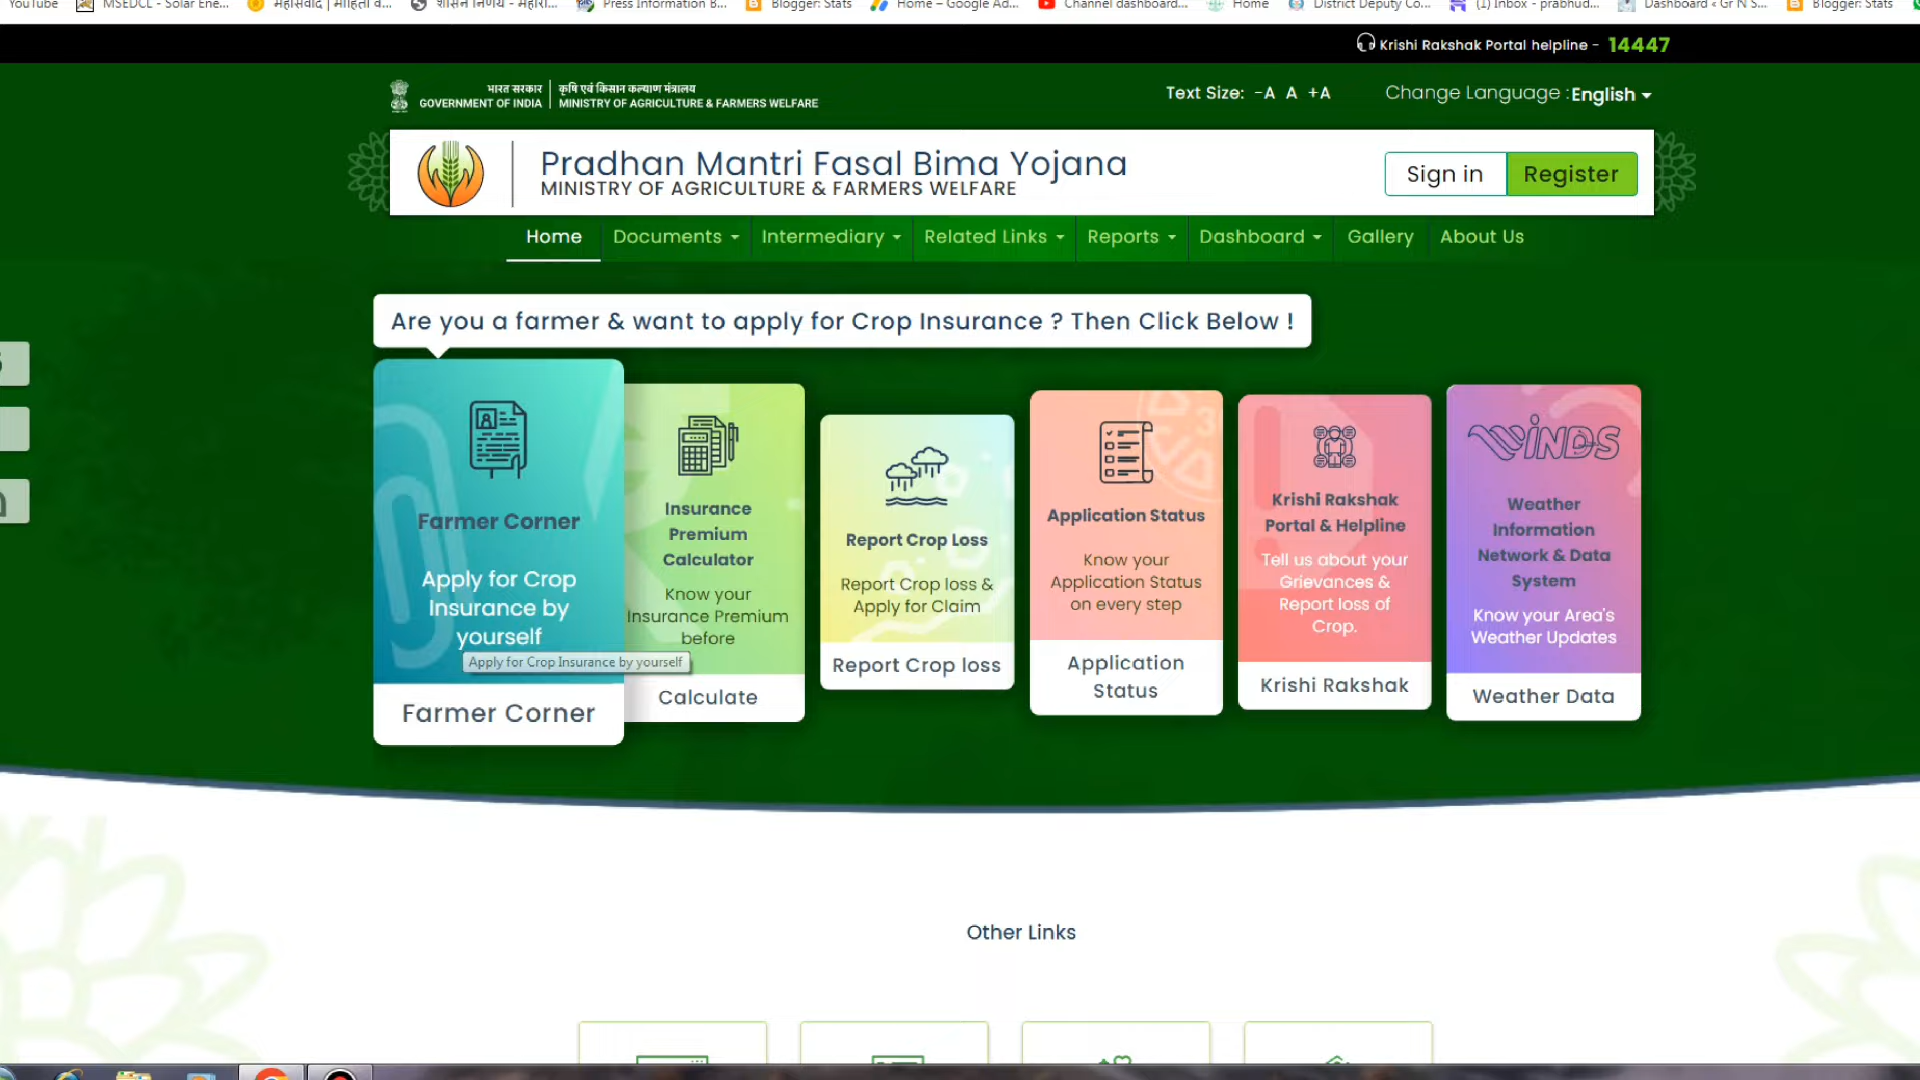 YouTube MSEDCL - Solar Ene... महासंवाद | माहिती व... शासन निर्णय - महारा... Press Information B... Blogger: Stats Home – Google Ad... Channel dashboard... Home District Deputy Co... (1) Inbox - prabhud... Dashboard ‹ Gr N S... Blogger: Stats
Krishi Rakshak Portal helpline - 14447
भारत सरकार कृषि एवं किसान कल्याण मंत्रालय
GOVERNMENT OF INDIA MINISTRY OF AGRICULTURE & FARMERS WELFARE
Text Size: -A A +A Change Language : English
Pradhan Mantri Fasal Bima Yojana
MINISTRY OF AGRICULTURE & FARMERS WELFARE
Sign in Register
Home Documents Intermediary Related Links Reports Dashboard Gallery About Us
Are you a farmer & want to apply for Crop Insurance ? Then Click Below !
Farmer Corner
Apply for Crop
Insurance by
yourself
Apply for Crop Insurance by yourself
Farmer Corner
Insurance
Premium
Calculator
Know your
Insurance Premium
before
Calculate
Report Crop Loss
Report Crop loss &
Apply for Claim
Report Crop loss
Application Status
Know your
Application Status
on every step
Application
Status
Krishi Rakshak
Portal & Helpline
Tell us about your
Grievances &
Report loss of
Crop.
Krishi Rakshak
WINDS
Weather
Information
Network & Data
System
Know your Area's
Weather Updates
Weather Data
Other Links